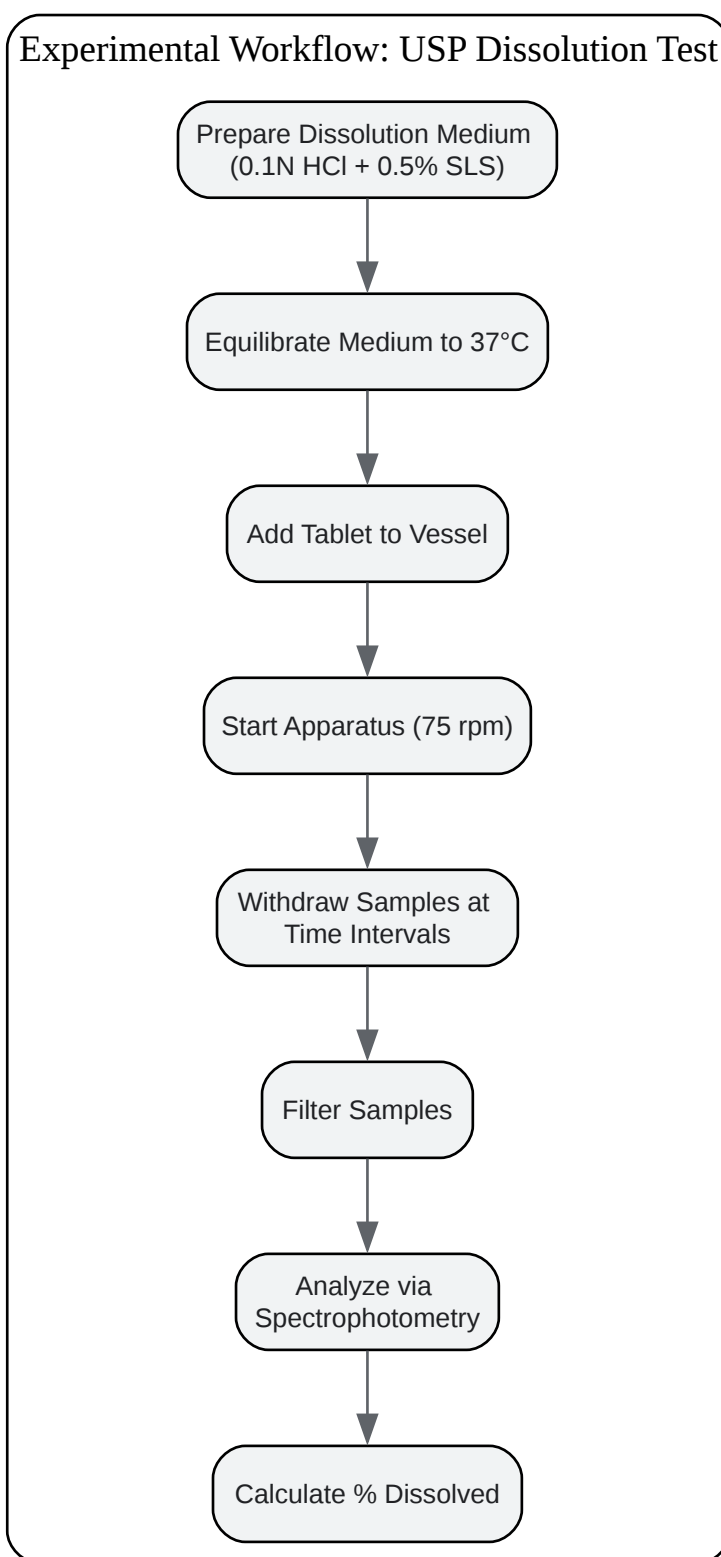 Experimental Workflow: USP Dissolution Test
Prepare Dissolution Medium
(0.1N HCl + 0.5% SLS)
Equilibrate Medium to 37°C
Add Tablet to Vessel
Start Apparatus (75 rpm)
Withdraw Samples at
Time Intervals
Filter Samples
Analyze via
Spectrophotometry
Calculate % Dissolved